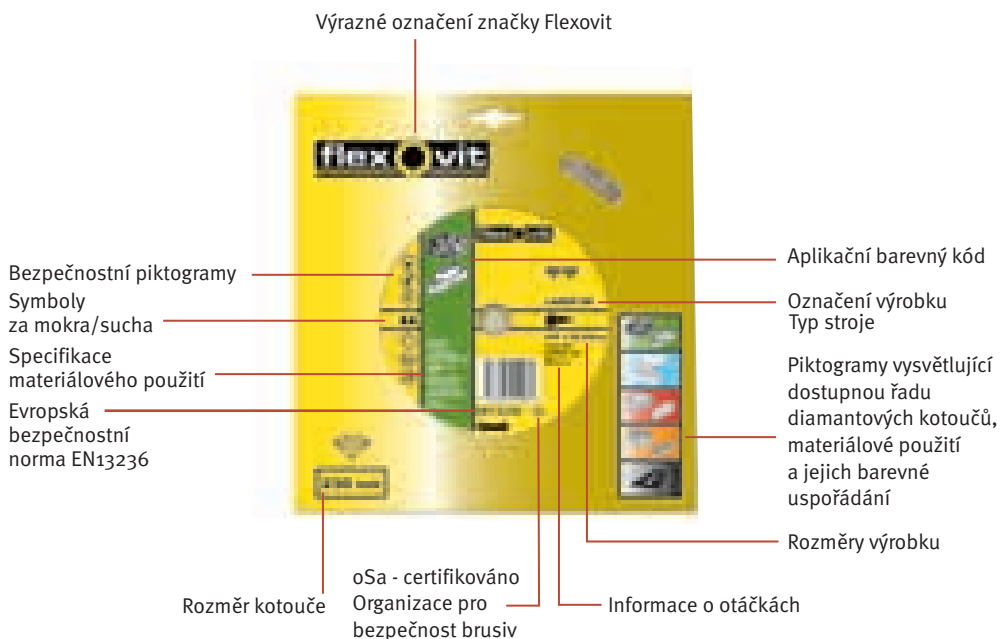 Výrazné označení značky Flexovit
flex vit
Bezpečnostní piktogramy
Symboly
za mokra/sucha
Specifikace
materiálového použití
Evropská
bezpečnostní
norma EN13236
230 mm
Aplikační barevný kód
Označení výrobku
Typ stroje
Piktogramy vysvětlující
dostupnou řadu
diamantových kotoučů,
materiálové použití
a jejich barevné
uspořádání
Rozměry výrobku
Rozměr kotouče
oSa - certifikováno
Organizace pro
bezpečnost brusiv
Informace o otáčkách